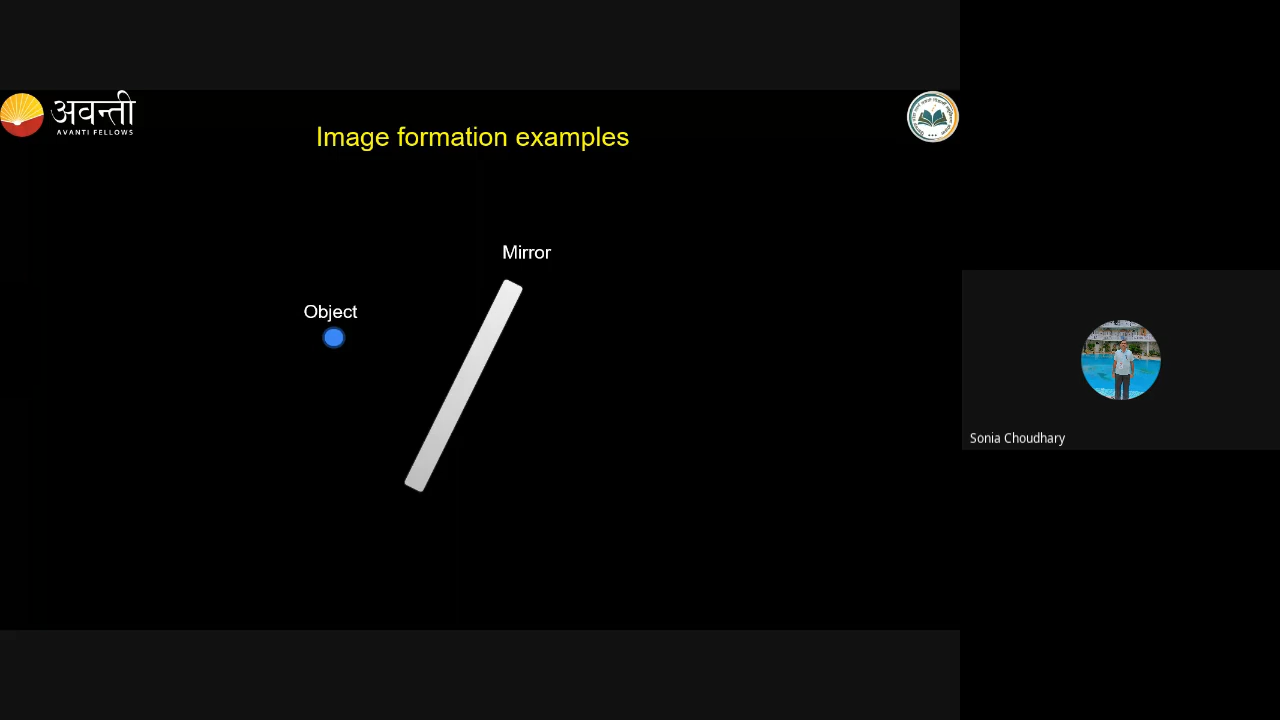 अवन्ती
AVANTI FELLOWS
Image formation examples
Mirror
Object
Sonia Choudhary